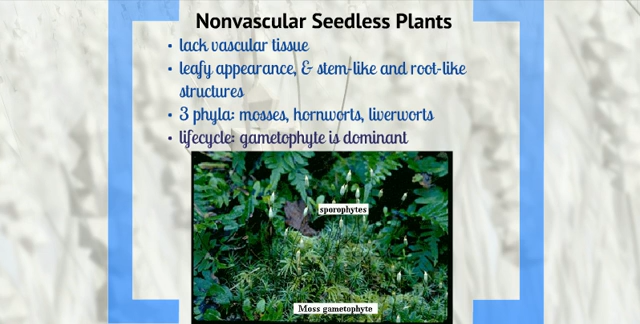 Nonvascular Seedless Plants
• lack vascular tissue
• leafy appearance, & stem-like and root-like
structures
• 3 phyla: mosses, hornworts, liverworts
• lifecycle: gametophyte is dominant
sporophytes
Moss gametophyte